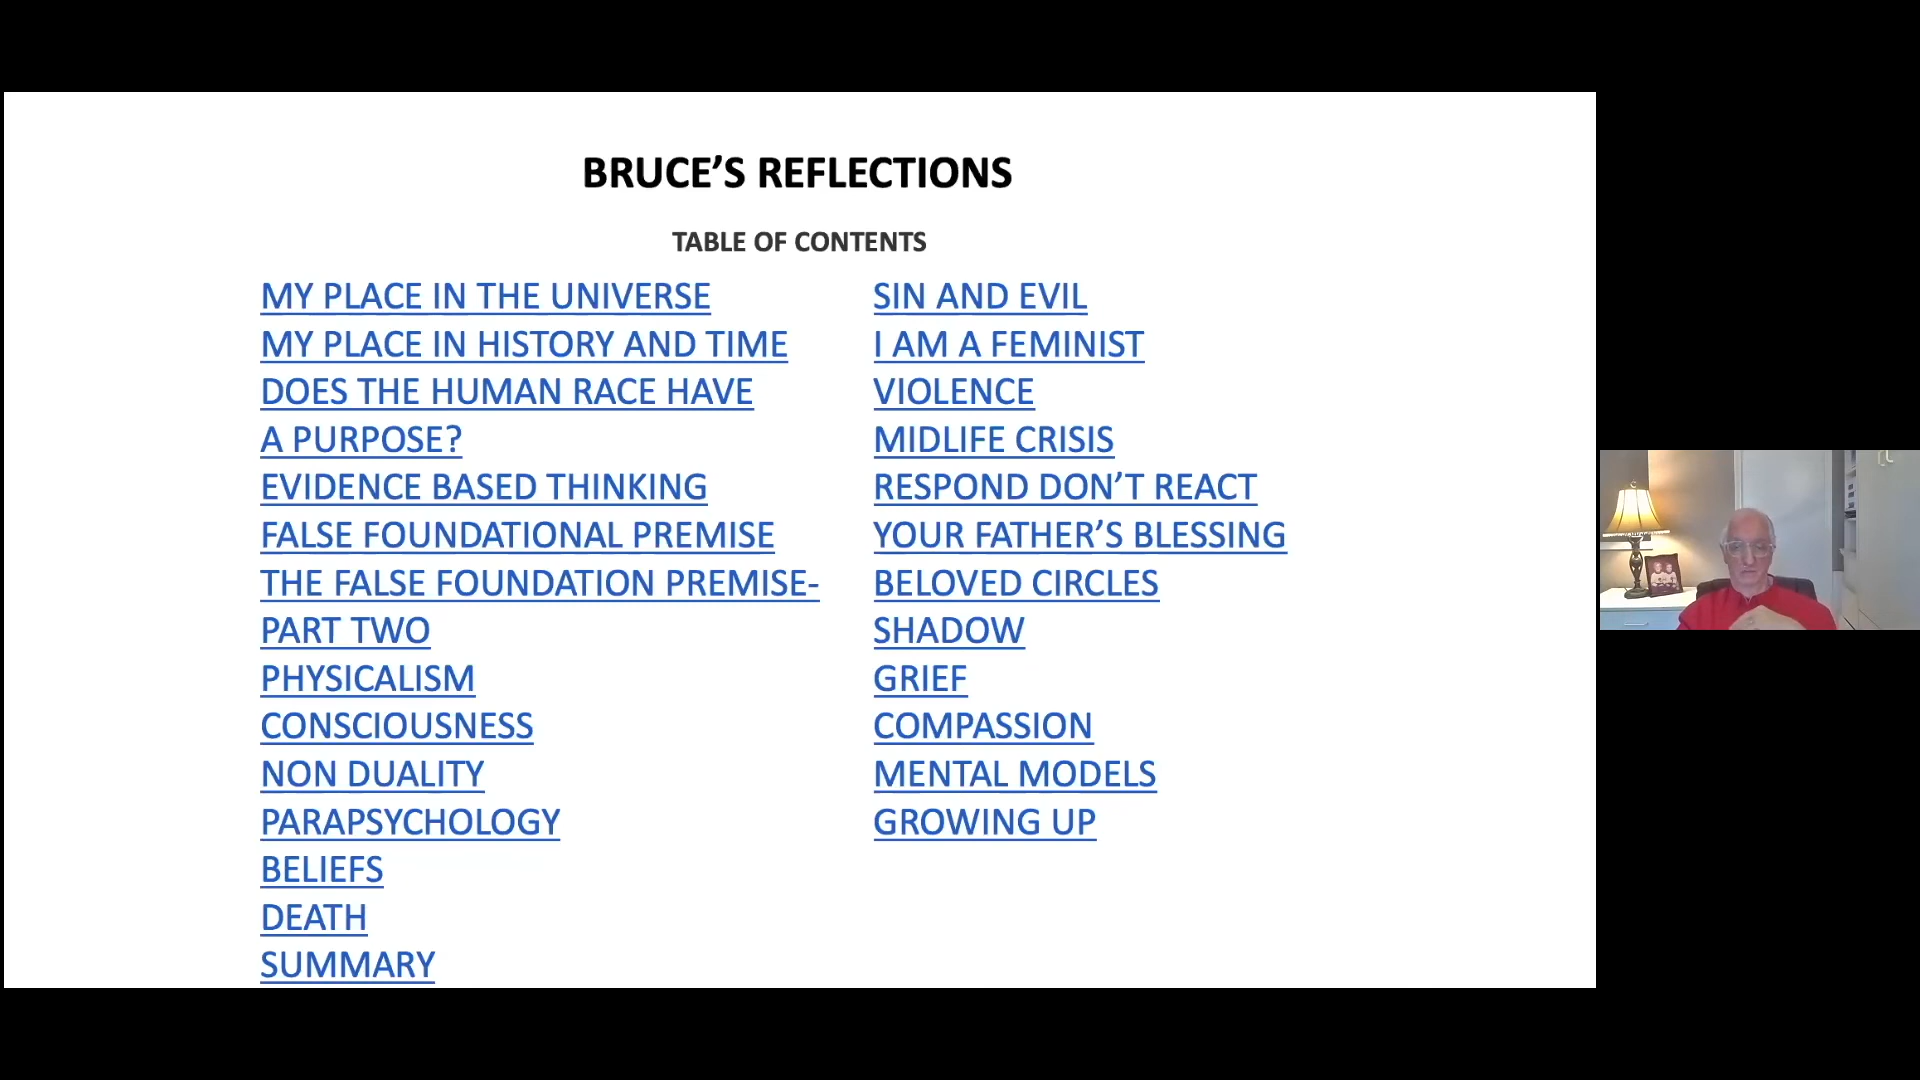 BRUCE’S REFLECTIONS
TABLE OF CONTENTS
MY PLACE IN THE UNIVERSE
MY PLACE IN HISTORY AND TIME
DOES THE HUMAN RACE HAVE
A PURPOSE?
EVIDENCE BASED THINKING
FALSE FOUNDATIONAL PREMISE
THE FALSE FOUNDATION PREMISE-
PART TWO
PHYSICALISM
CONSCIOUSNESS
NON DUALITY
PARAPSYCHOLOGY
BELIEFS
DEATH
SUMMARY
SIN AND EVIL
I AM A FEMINIST
VIOLENCE
MIDLIFE CRISIS
RESPOND DON’T REACT
YOUR FATHER’S BLESSING
BELOVED CIRCLES
SHADOW
GRIEF
COMPASSION
MENTAL MODELS
GROWING UP